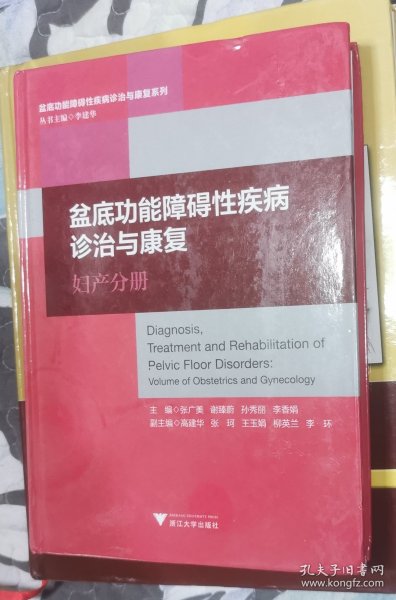 盆底功能障碍性疾病诊治与康复系列
丛书主编◇李建华
盆底功能障碍性疾病
诊治与康复
妇产分册
Diagnosis,
Treatment and Rehabilitation of
Pelvic Floor Disorders:
Volume of Obstetrics and Gynecology
主 编◇张广美 谢臻蔚 孙秀丽 李香娟
副主编◇高建华 张 珂 王玉娟 柳英兰 李 环
ZHEJIANG UNIVERSITY PRESS
浙江大学出版社
孔夫子旧书网
www.kongfz.com